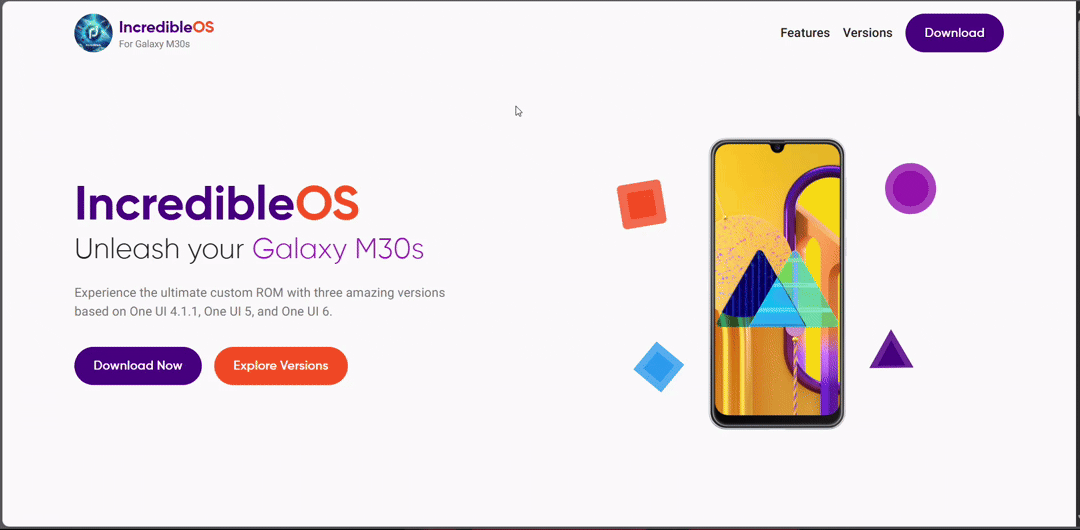 IncredibleOS
For Galaxy M30s
Features
Versions
Download
IncredibleOS
Unleash your Galaxy M30s
Experience the ultimate custom ROM with three amazing versions
based on One UI 4.1.1, One UI 5, and One UI 6.
Download Now
Explore Versions